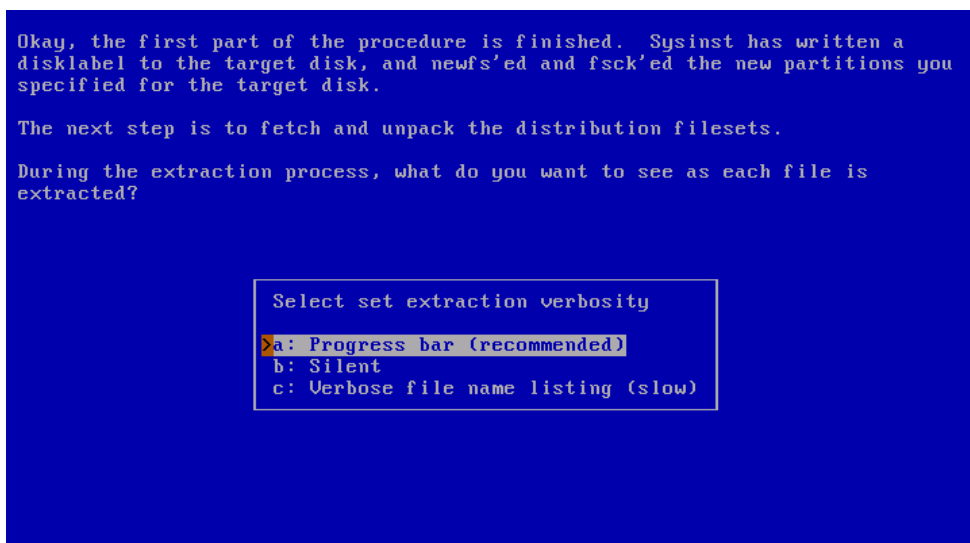 Okay, the first part of the procedure is finished.  Sysinst has written a
disklabel to the target disk, and newfs'ed and fsck'ed the new partitions you
specified for the target disk.
The next step is to fetch and unpack the distribution filesets.
During the extraction process, what do you want to see as each file is
extracted?
Select set extraction verbosity
>a: Progress bar (recommended)
b: Silent
c: Verbose file name listing (slow)